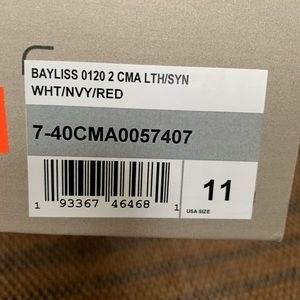 BAYLISS 0120 2 CMA LTH/SYN
WHT/NVY/RED
7-40CMA0057407
1 93367 46468 1
11
USA SIZE